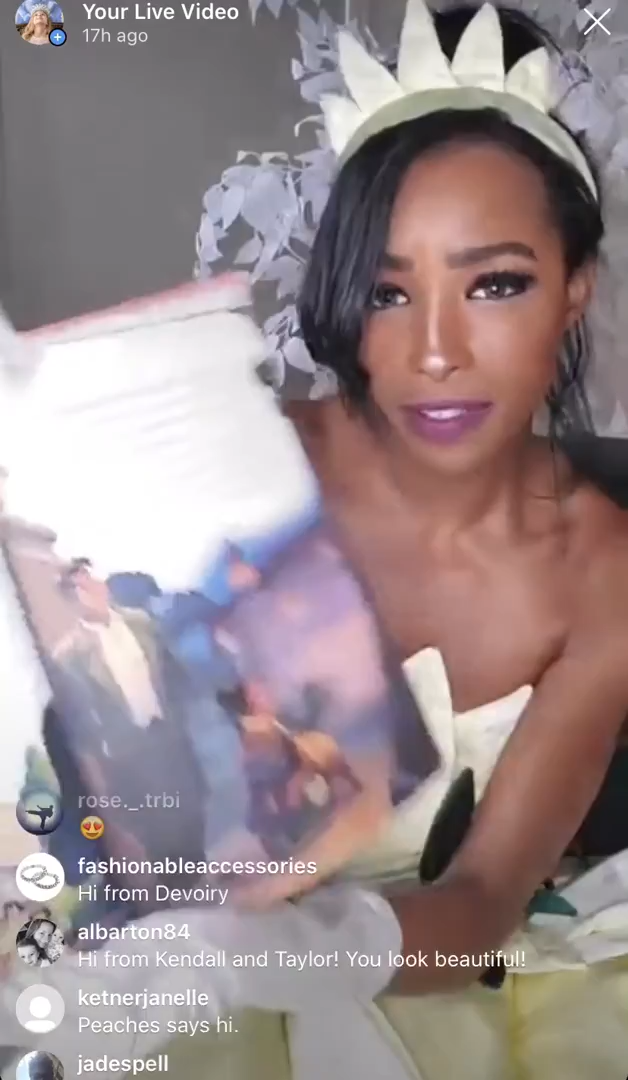 Your Live Video
17h ago
rose._.trbi
😍
fashionableaccessories
Hi from Devoiry
albarton84
Hi from Kendall and Taylor! You look beautiful!
ketnerjanelle
Peaches says hi.
jadespell